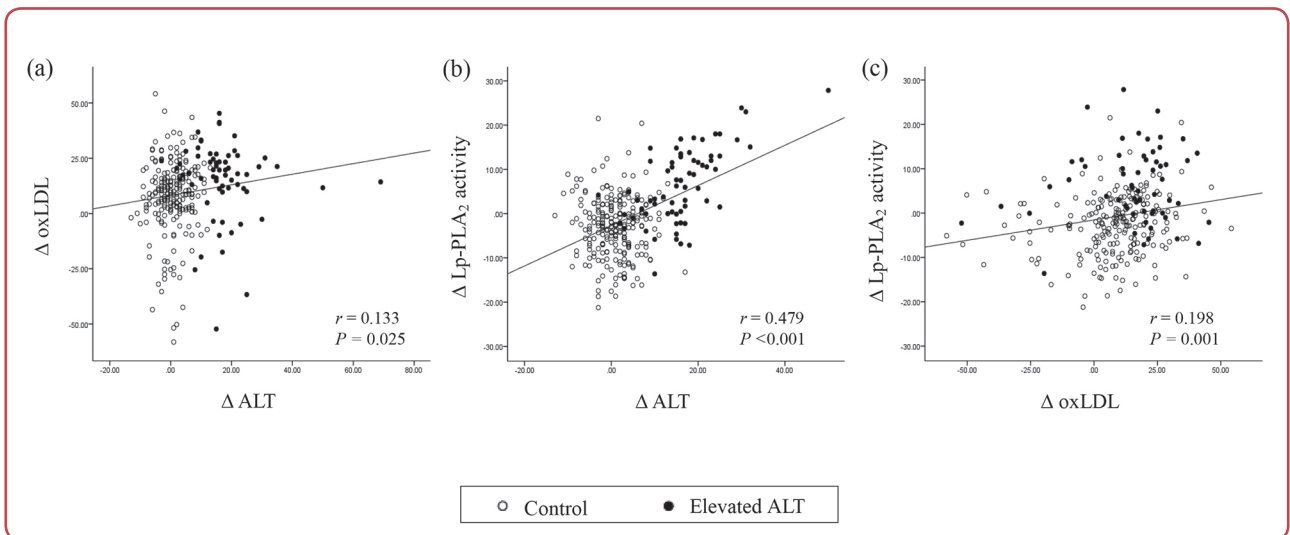 (a)
50.00
25.00
.00
-25.00
-50.00
Δ oxLDL
-20.00 .00 20.00 40.00 60.00 80.00
Δ ALT
r = 0.133
P = 0.025
(b)
30.00
20.00
10.00
.00
-10.00
-20.00
-30.00
Δ Lp-PLA₂ activity
-20.00 .00 20.00 40.00
Δ ALT
r = 0.479
P <0.001
(c)
30.00
20.00
10.00
.00
-10.00
-20.00
-30.00
Δ Lp-PLA₂ activity
-50.00 -25.00 .00 25.00 50.00
Δ oxLDL
r = 0.198
P = 0.001
Control Elevated ALT